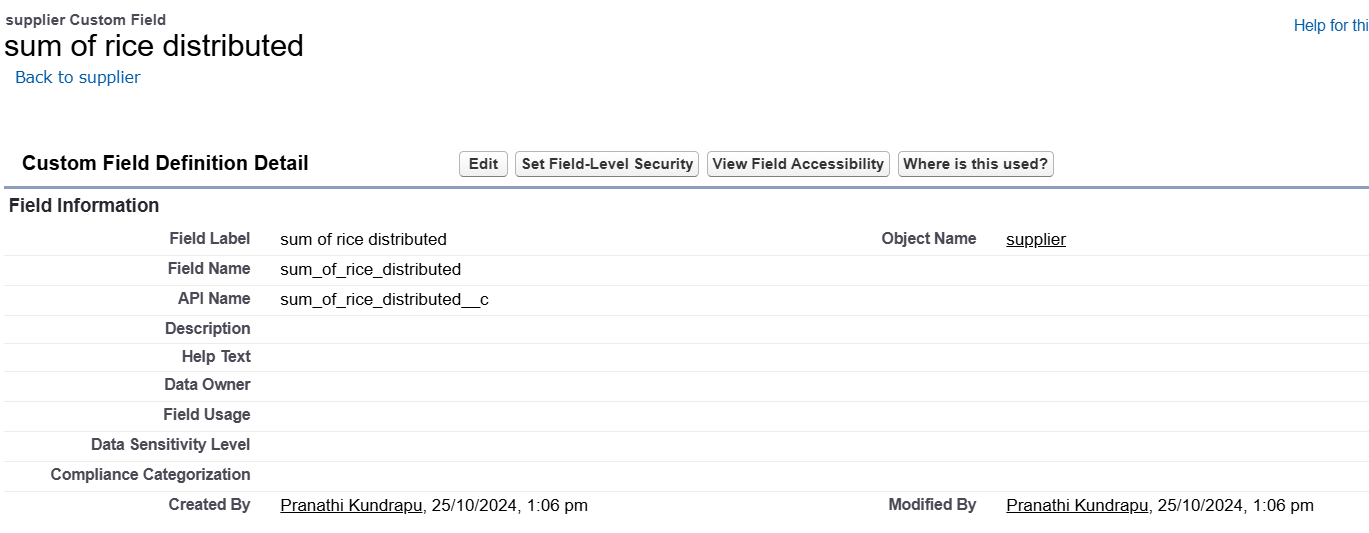 supplier Custom Field
sum of rice distributed
Help for thi
Back to supplier
Custom Field Definition Detail Edit Set Field-Level Security View Field Accessibility Where is this used?
Field Information
Field Label sum of rice distributed Object Name supplier
Field Name sum_of_rice_distributed
API Name sum_of_rice_distributed__c
Description
Help Text
Data Owner
Field Usage
Data Sensitivity Level
Compliance Categorization
Created By Pranathi Kundrapu, 25/10/2024, 1:06 pm Modified By Pranathi Kundrapu, 25/10/2024, 1:06 pm